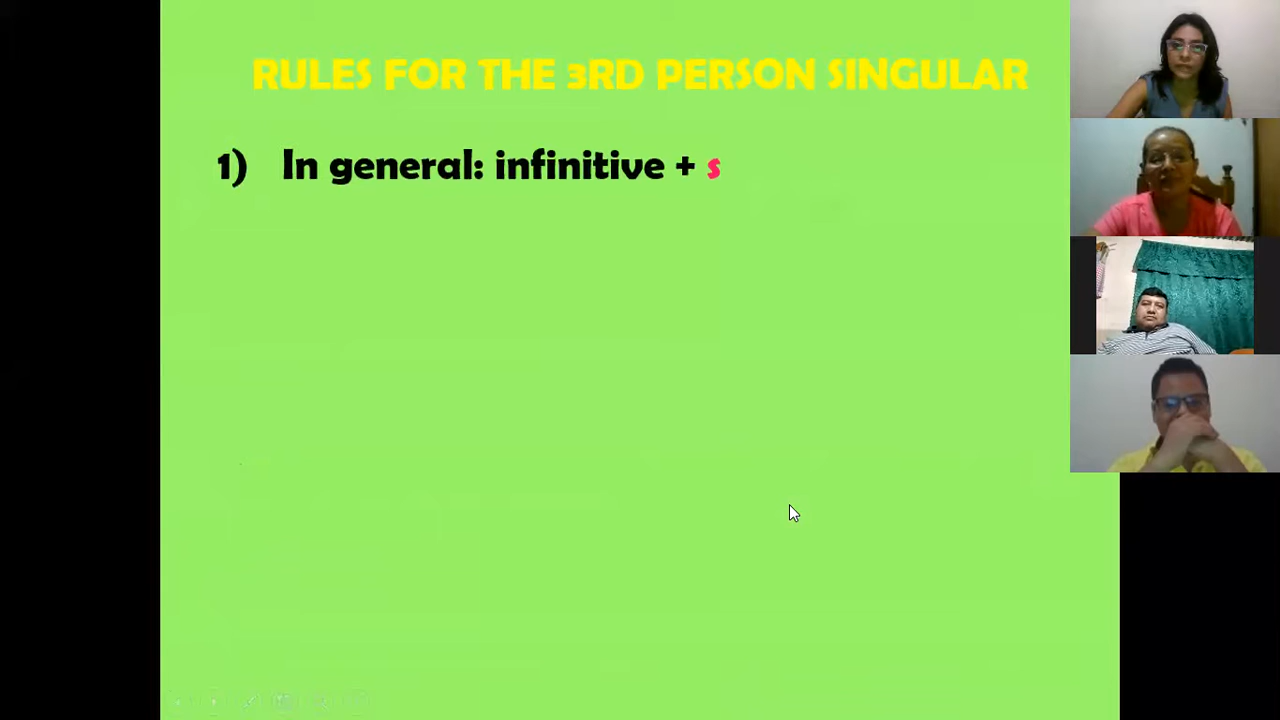 RULES FOR THE 3RD PERSON SINGULAR
1) In general: infinitive + s